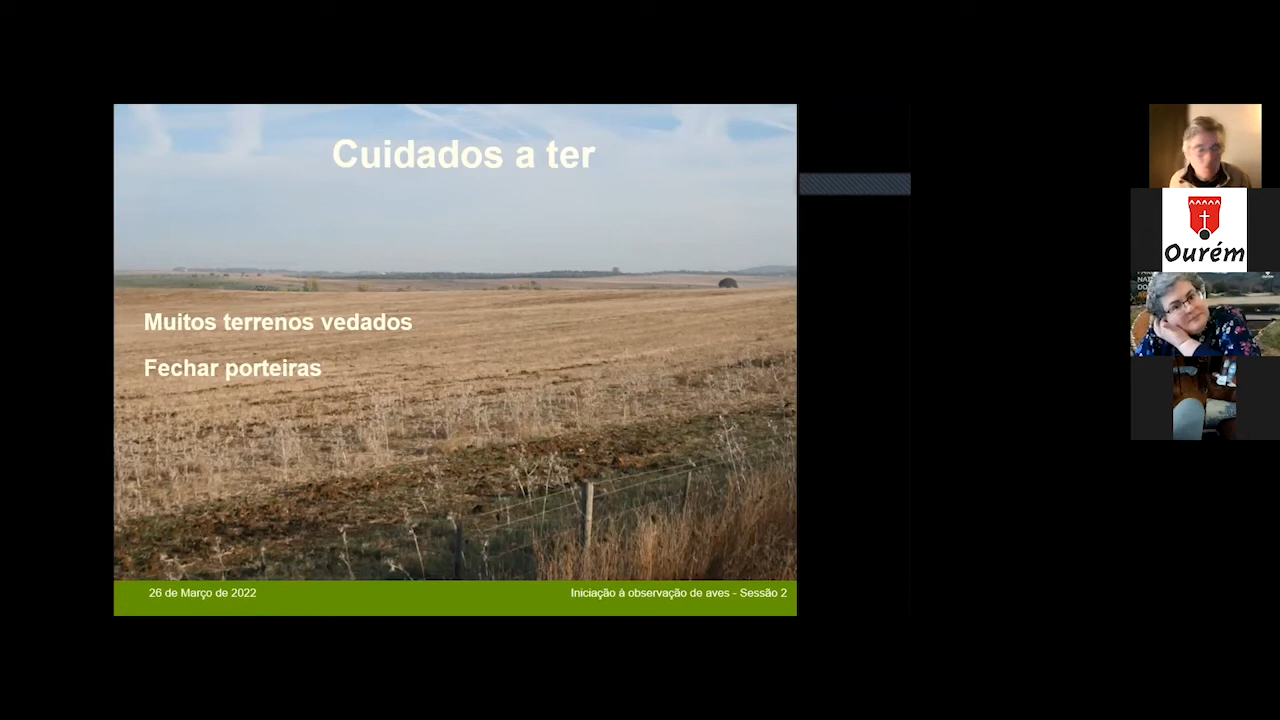 Cuidados a ter
Muitos terrenos vedados
Fechar porteiras
26 de Março de 2022
Iniciação à observação de aves - Sessão 2
Ourém